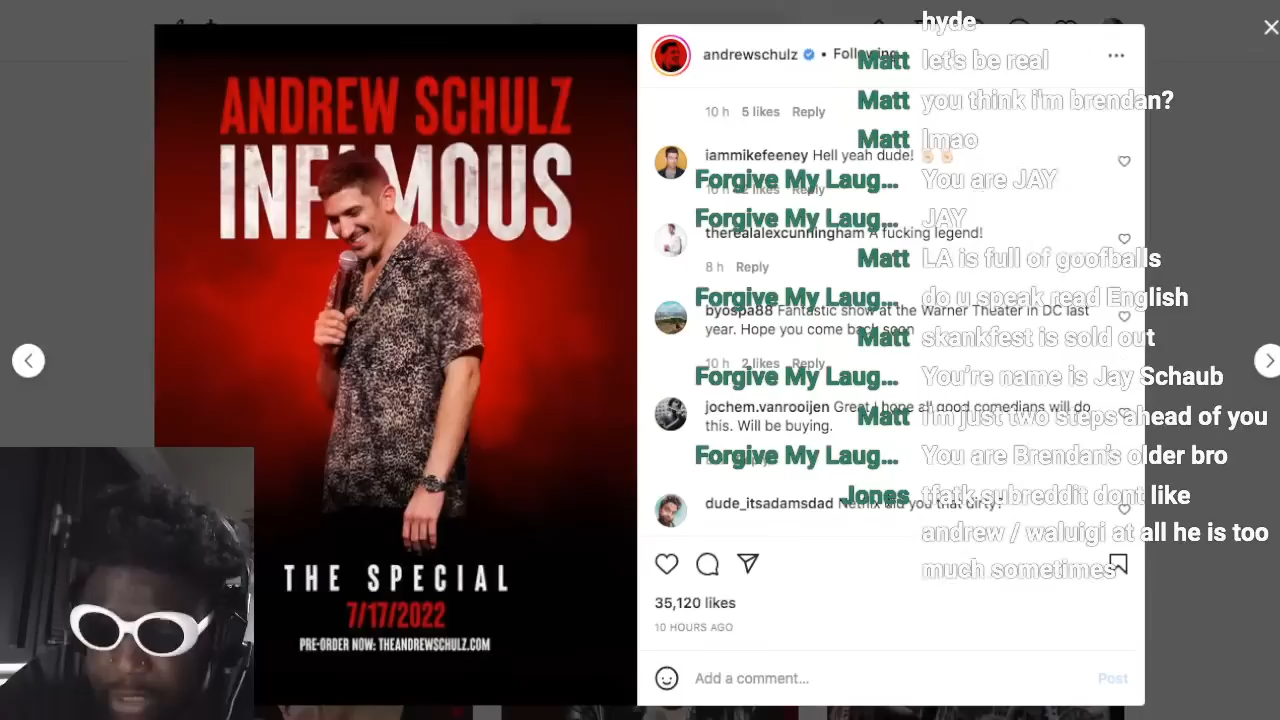 ANDREW SCHULZ
INFAMOUS
THE SPECIAL
7/17/2022
PRE-ORDER NOW: THEANDREWSCHULZ.COM
andrewschulz • Following
10 h 5 likes Reply
iammikefeeney Hell yeah dude!
10 h 2 likes Reply
therealalexcunningham A fucking legend!
8 h Reply
byospa88 Fantastic show at the Warner Theater in DC last
year. Hope you come back soon
10 h 2 likes Reply
jochem.vanrooijen Great I hope all good comedians will do
this. Will be buying.
Reply
dude_itsadamsdad Netflix did you that dirty?
35,120 likes
10 HOURS AGO
Add a comment...
Post
hyde
Matt let's be real
Matt you think i'm brendan?
Matt lmao
Forgive My Laug... You are JAY
Forgive My Laug... JAY
Matt LA is full of goofballs
Forgive My Laug... do u speak read English
Matt skankfest is sold out
Forgive My Laug... You're name is Jay Schaub
Matt I'm just two steps ahead of you
Forgive My Laug... You are Brendan's older bro
Jones tfatk subreddit dont like
andrew / waluigi at all he is too
much sometimes